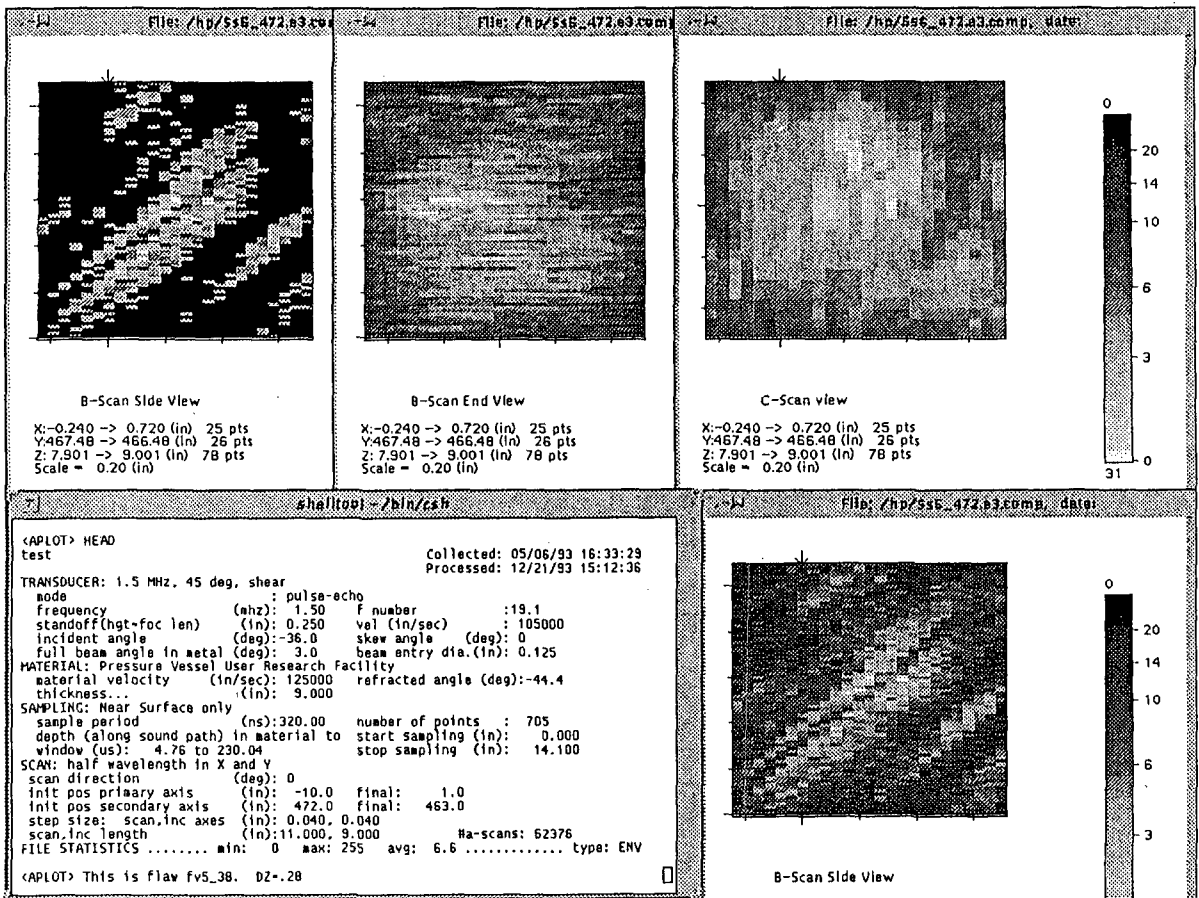 File: /hp/Ss6_472.e3.com
File: /hp/Ss6_472.e3.comp
File: /hp/Ss6_472.e3.comp, date:
0
20
14
10
6
3
0
31
B-Scan Side View
X:-0.240 -> 0.720 (in) 25 pts
Y:467.48 -> 466.48 (in) 26 pts
Z: 7.901 -> 9.001 (in) 78 pts
Scale = 0.20 (in)
B-Scan End View
X:-0.240 -> 0.720 (in) 25 pts
Y:467.48 -> 466.48 (in) 26 pts
Z: 7.901 -> 9.001 (in) 78 pts
Scale = 0.20 (in)
C-Scan view
X:-0.240 -> 0.720 (in) 25 pts
Y:467.48 -> 466.48 (in) 26 pts
Z: 7.901 -> 9.001 (in) 78 pts
Scale = 0.20 (in)
shelltool - /bin/csh
<APLOT> HEAD
test Collected: 05/06/93 16:33:29
Processed: 12/21/93 15:12:36
TRANSDUCER: 1.5 MHz, 45 deg, shear
mode : pulse-echo
frequency (mhz): 1.50 f number :19.1
standoff(hgt-foc len) (in): 0.250 vel (in/sec) : 105000
incident angle (deg):-36.0 skew angle (deg): 0
full beam angle in metal (deg): 3.0 beam entry dia.(in): 0.125
MATERIAL: Pressure Vessel User Research Facility
material velocity (in/sec): 125000 refracted angle (deg):-44.4
thickness... (in): 9.000
SAMPLING: Near Surface only
sample period (ns):320.00 number of points : 705
depth (along sound path) in material to start sampling (in): 0.000
window (us): 4.76 to 230.04 stop sampling (in): 14.100
SCAN: half wavelength in X and Y
scan direction (deg): 0
init pos primary axis (in): -10.0 final: 1.0
init pos secondary axis (in): 472.0 final: 463.0
step size: scan,inc axes (in): 0.040, 0.040
scan,inc length (in):11.000, 9.000 #a-scans: 62376
FILE STATISTICS ........ min: 0 max: 255 avg: 6.6 ............. type: ENV
<APLOT> This is flaw fv5_38. DZ=.28
File: /hp/Ss6_472.e3.comp, date:
0
20
14
10
6
3
B-Scan Side View